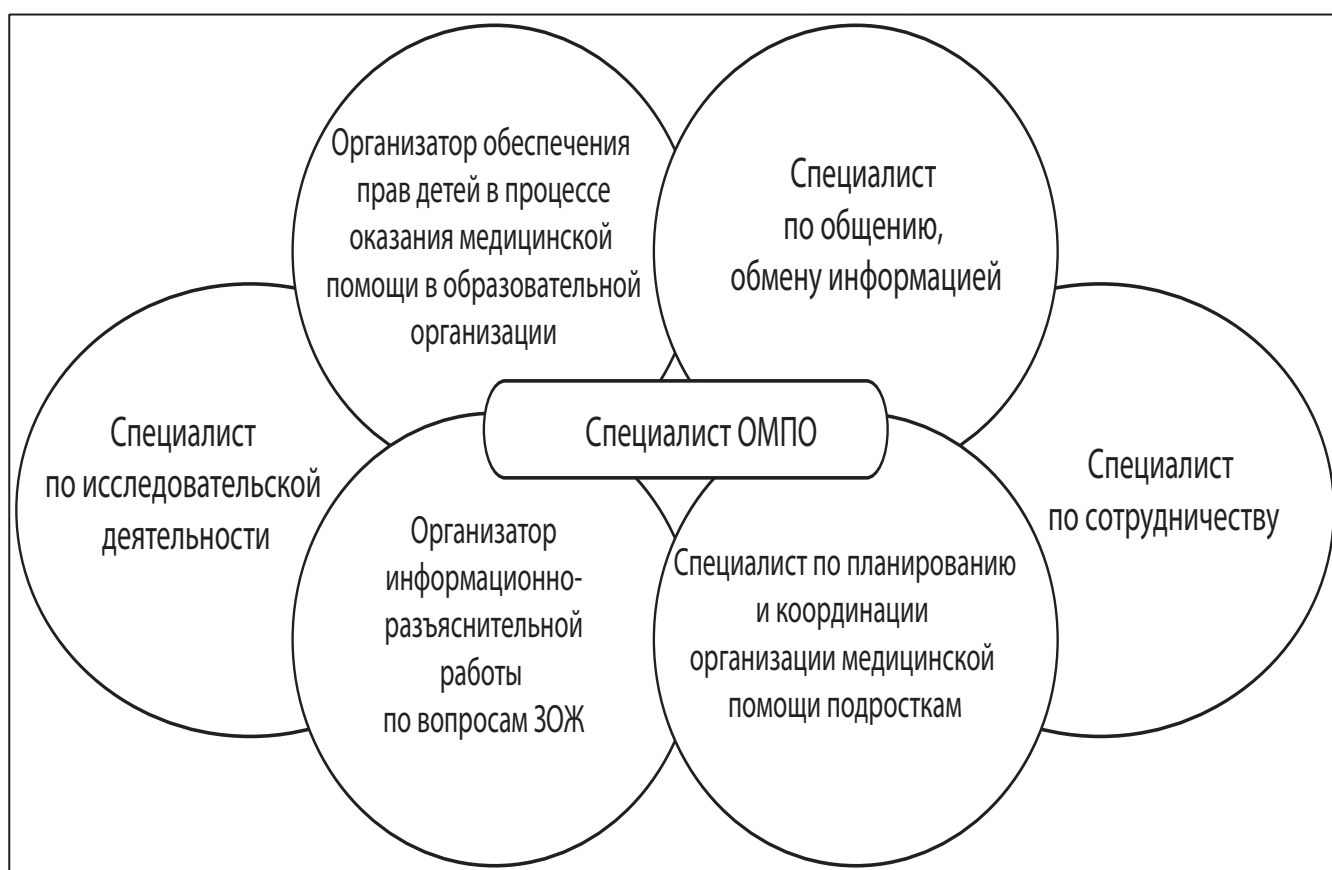 Организатор обеспечения
прав детей в процессе
оказания медицинской
помощи в образовательной
организации
Специалист
по общению,
обмену информацией
Специалист
по исследовательской
деятельности
Специалист ОМПО
Специалист
по сотрудничеству
Организатор
информационно-
разъяснительной
работы
по вопросам ЗОЖ
Специалист по планированию
и координации
организации медицинской
помощи подросткам